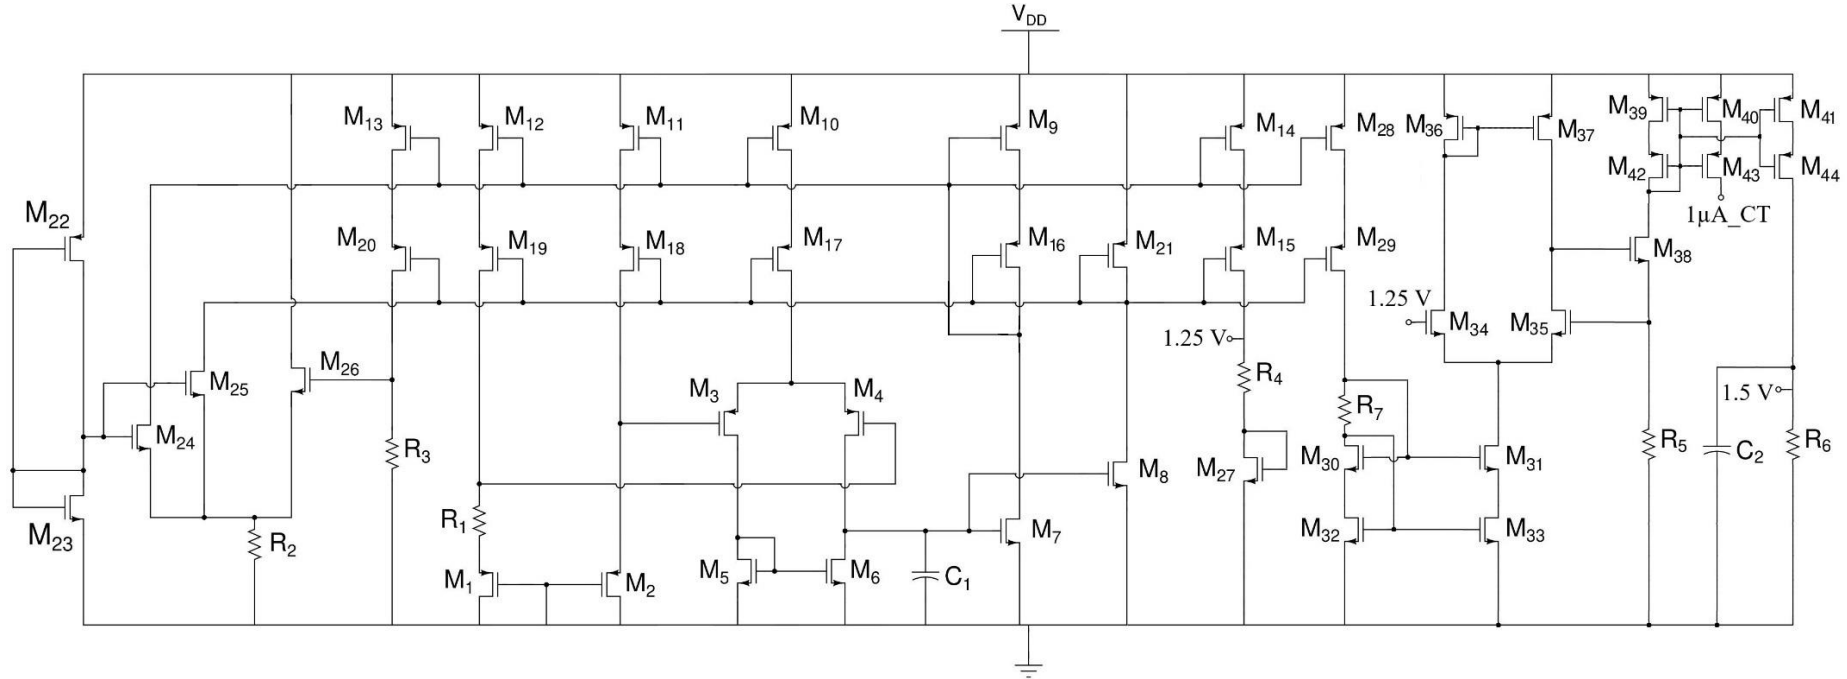 V_DD
M13 M12 M11 M10 M9 M14 M28 M36 M37 M39 M40 M41
M42 M43 M44
1µA_CT
M22 M20 M19 M18 M17 M16 M21 M15 M29 M38
1.25 V M34 M35
1.25 V
M25 M26 M3 M4 R4 R7 1.5 V
M24 R3 M27 M30 M31 R5 C2 R6
M8
M23 R2 R1 M7 M32 M33
M1 M2 M5 M6 C1